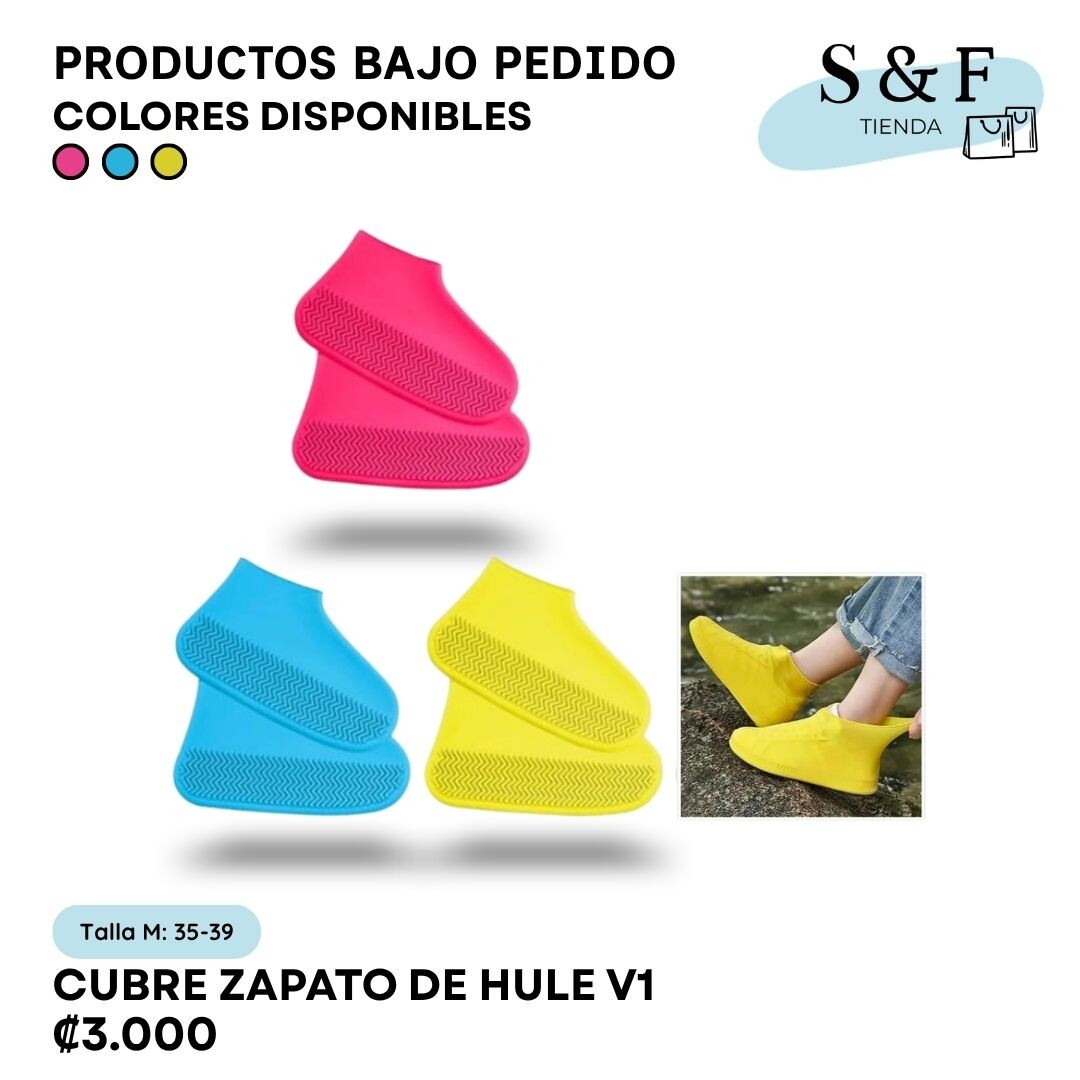 PRODUCTOS BAJO PEDIDO
COLORES DISPONIBLES
S & F
TIENDA
Talla M: 35-39
CUBRE ZAPATO DE HULE V1
₡3.000